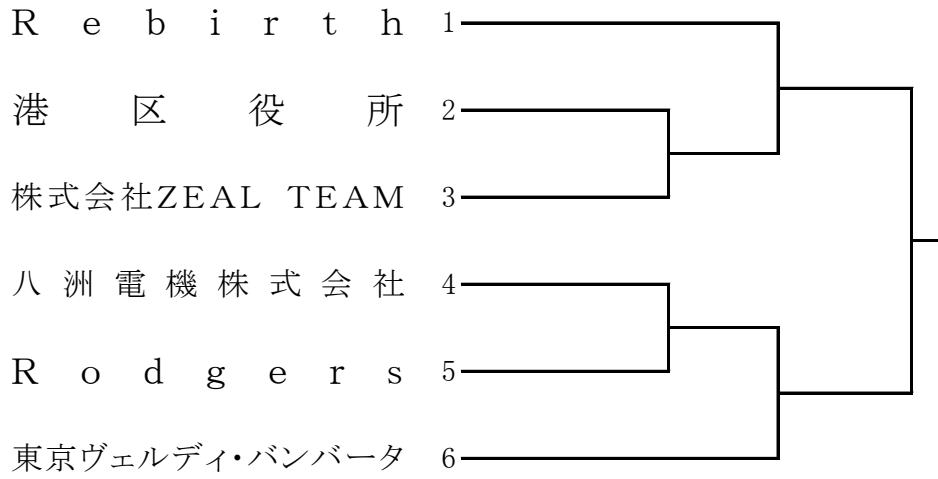 Rebirth 1
港区役所 2
株式会社ZEAL TEAM 3
八洲電機株式会社 4
Rodgers 5
東京ヴェルディ・バンバータ 6